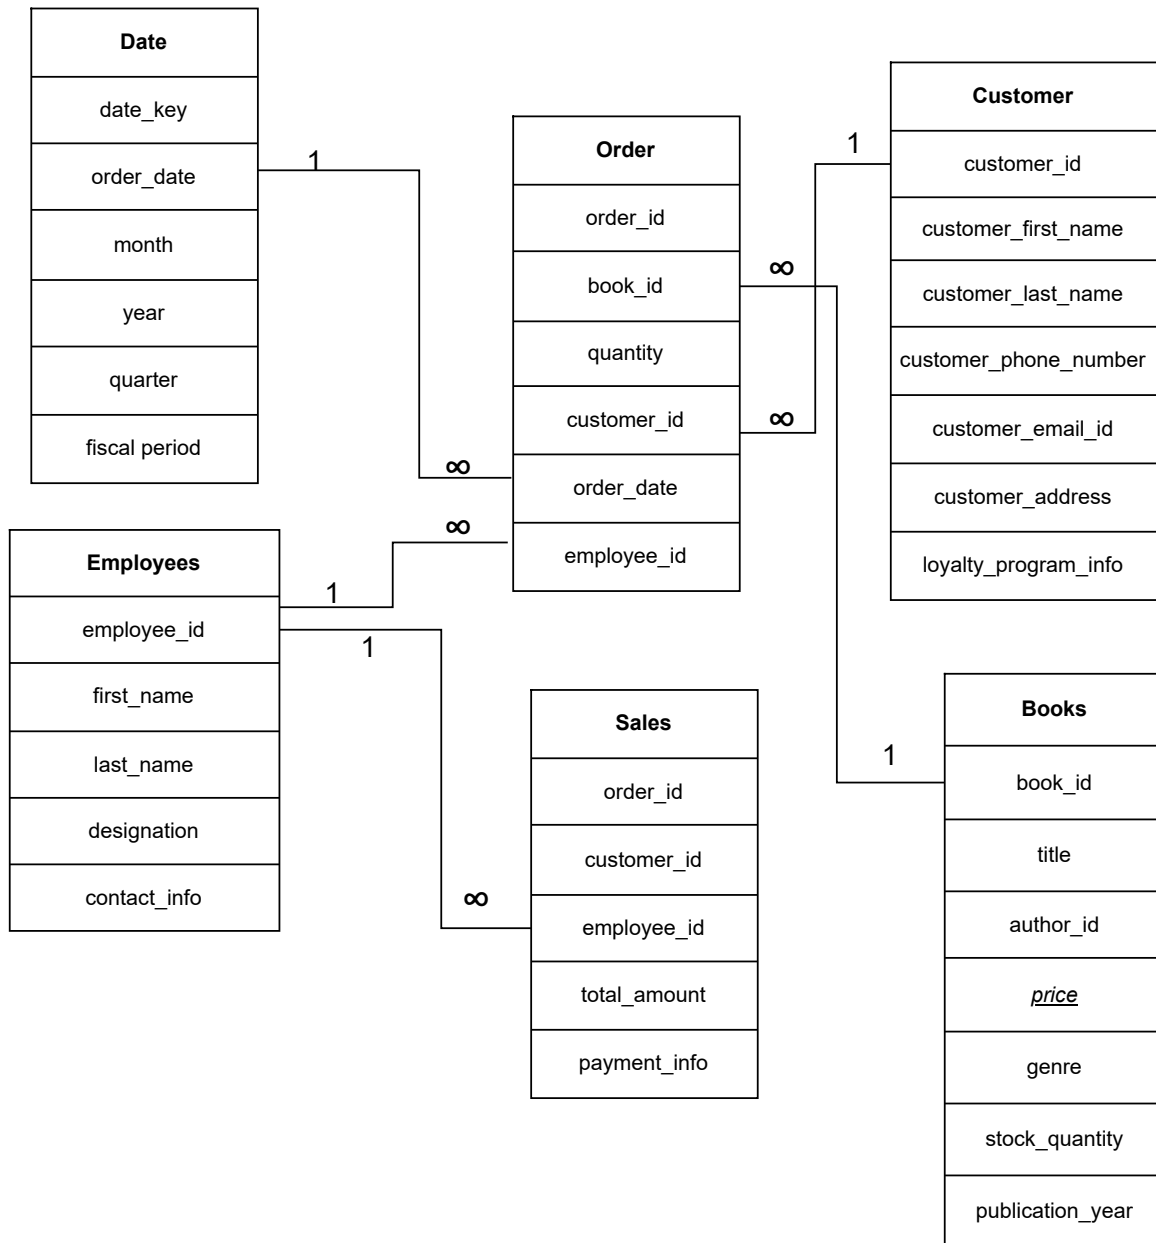 Date
date_key
order_date
month
year
quarter
fiscal period
1
∞
Order
order_id
book_id
quantity
customer_id
order_date
employee_id
∞
∞
1
Customer
customer_id
customer_first_name
customer_last_name
customer_phone_number
customer_email_id
customer_address
loyalty_program_info
Employees
employee_id
first_name
last_name
designation
contact_info
1
∞
1
∞
Sales
order_id
customer_id
employee_id
total_amount
payment_info
1
Books
book_id
title
author_id
price
genre
stock_quantity
publication_year